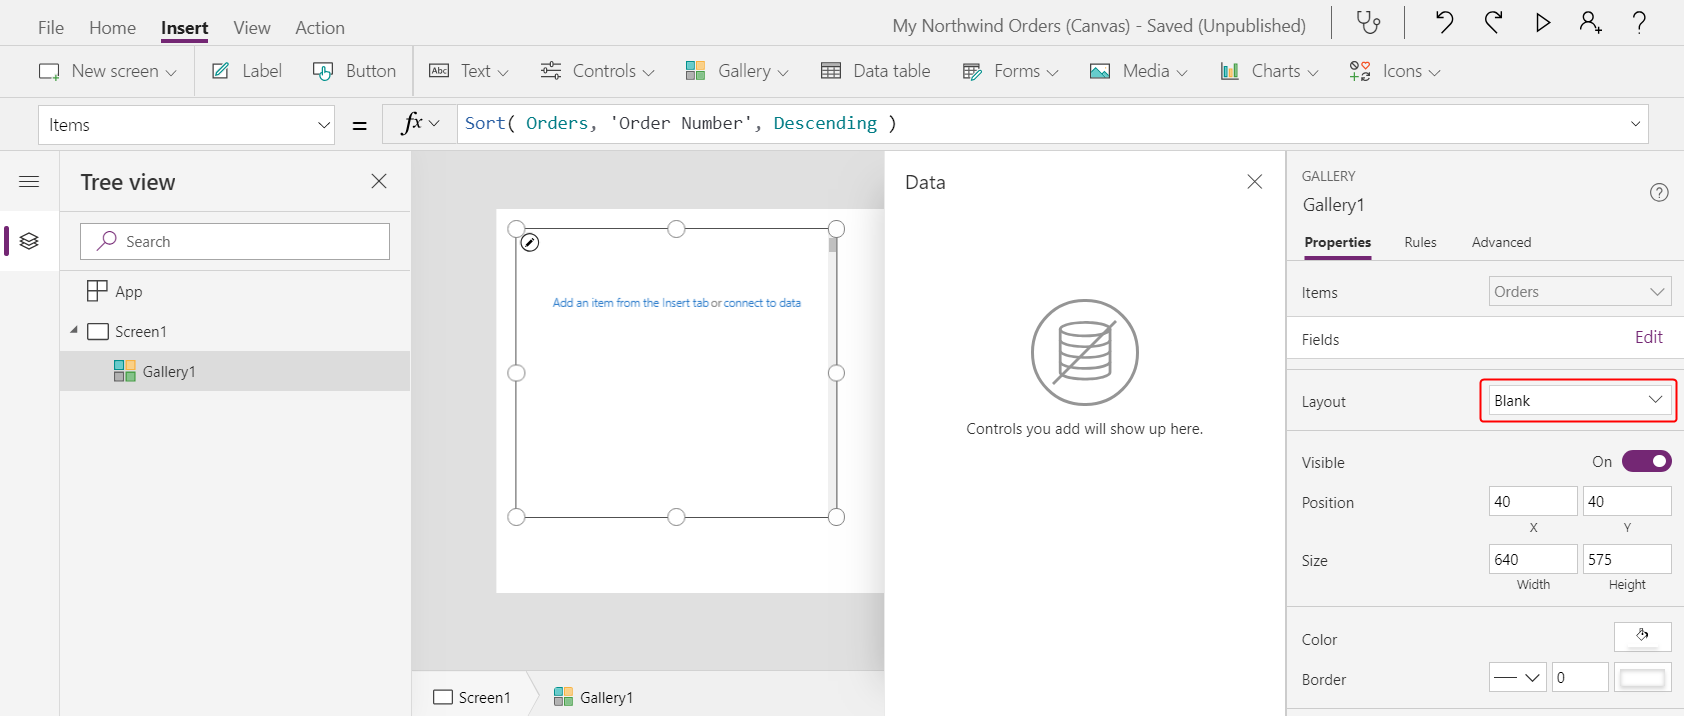 File Home Insert View Action My Northwind Orders (Canvas) - Saved (Unpublished)
New screen Label Button Abc Text Controls Gallery Data table Forms Media Charts Icons
Items = fx Sort( Orders, 'Order Number', Descending )
Tree view
Search
App
Screen1
Gallery1
Add an item from the Insert tab or connect to data
Screen1 Gallery1
Data
Controls you add will show up here.
GALLERY
Gallery1
Properties Rules Advanced
Items Orders
Fields Edit
Layout Blank
Visible On
Position 40 40
X Y
Size 640 575
Width Height
Color
Border 0